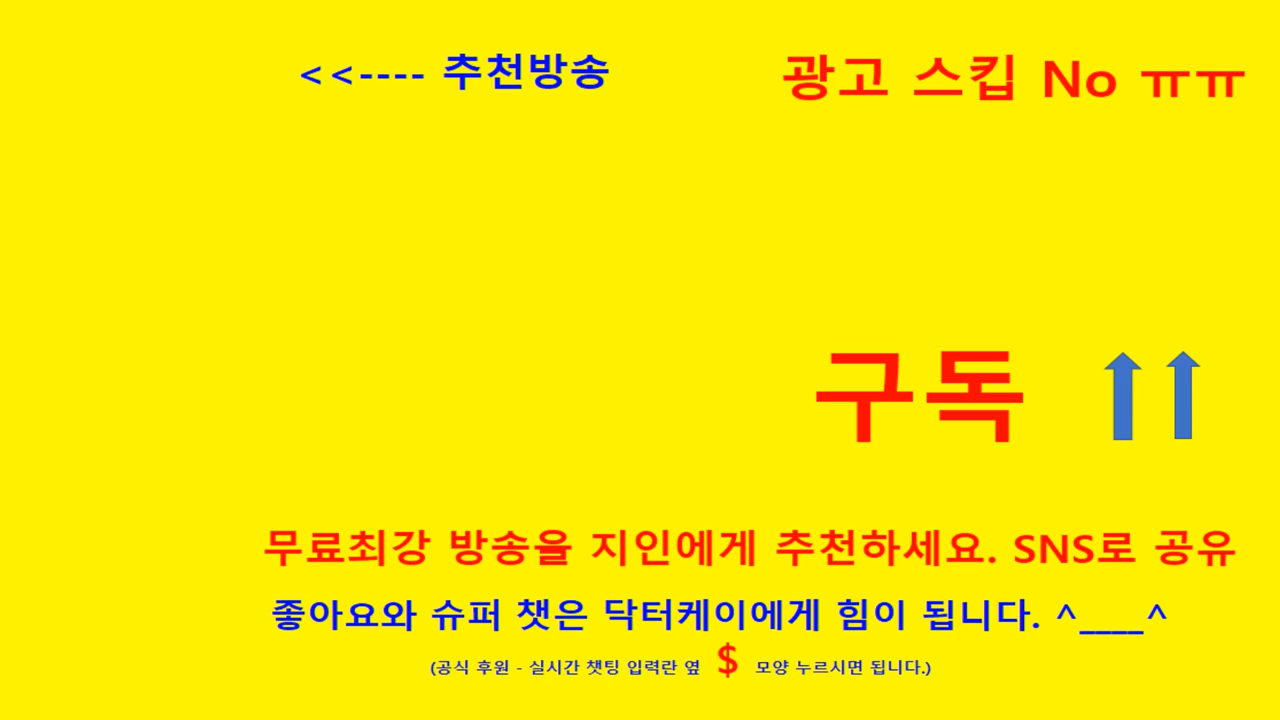 <<---- 추천방송
광고 스킵 No ㅠㅠ
구독
무료최강 방송을 지인에게 추천하세요. SNS로 공유
좋아요와 슈퍼 챗은 닥터케이에게 힘이 됩니다. ^____^
(공식 후원 - 실시간 챗팅 입력란 옆 $ 모양 누르시면 됩니다.)